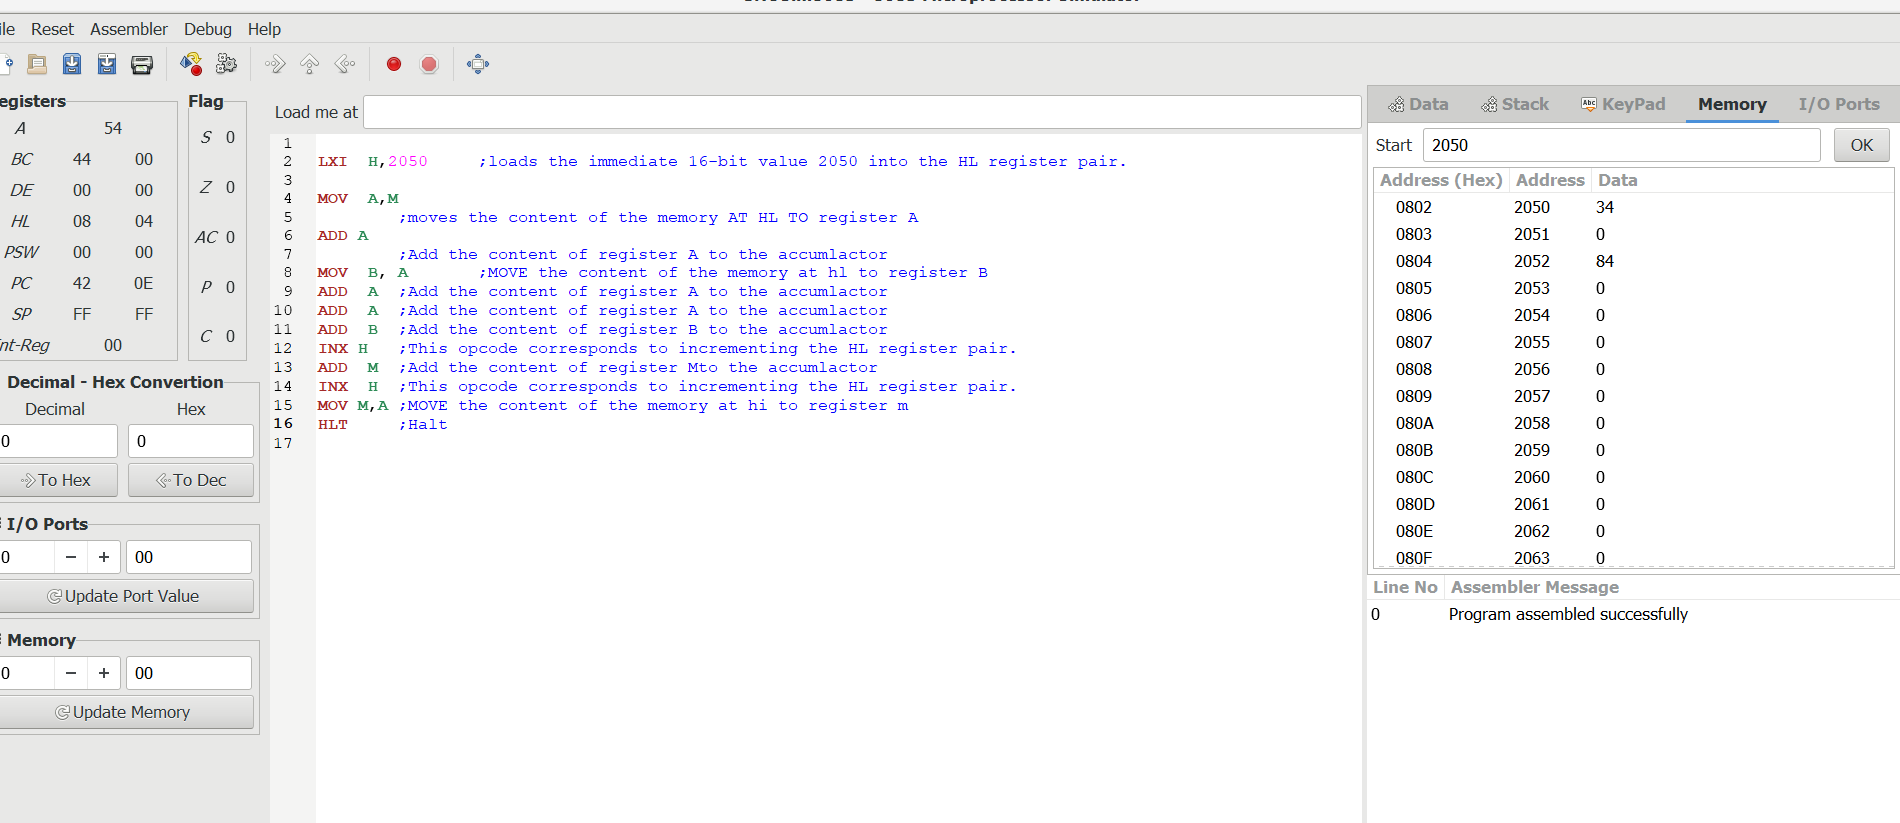 ile Reset Assembler Debug Help
egisters
A 54
BC 44 00
DE 00 00
HL 08 04
PSW 00 00
PC 42 0E
SP FF FF
nt-Reg 00
Flag
S 0
Z 0
AC 0
P 0
C 0
Decimal - Hex Convertion
Decimal Hex
0 0
To Hex To Dec
I/O Ports
0 − + 00
Update Port Value
Memory
0 − + 00
Update Memory
Load me at
1
2 LXI H,2050 ;loads the immediate 16-bit value 2050 into the HL register pair.
3
4 MOV A,M
5 ;moves the content of the memory AT HL TO register A
6 ADD A
7 ;Add the content of register A to the accumlactor
8 MOV B, A ;MOVE the content of the memory at hl to register B
9 ADD A ;Add the content of register A to the accumlactor
10 ADD A ;Add the content of register A to the accumlactor
11 ADD B ;Add the content of register B to the accumlactor
12 INX H ;This opcode corresponds to incrementing the HL register pair.
13 ADD M ;Add the content of register Mto the accumlactor
14 INX H ;This opcode corresponds to incrementing the HL register pair.
15 MOV M,A ;MOVE the content of the memory at hi to register m
16 HLT ;Halt
17
Data Stack Abc KeyPad Memory I/O Ports
Start 2050 OK
Address (Hex) Address Data
0802 2050 34
0803 2051 0
0804 2052 84
0805 2053 0
0806 2054 0
0807 2055 0
0808 2056 0
0809 2057 0
080A 2058 0
080B 2059 0
080C 2060 0
080D 2061 0
080E 2062 0
080F 2063 0
Line No Assembler Message
0 Program assembled successfully